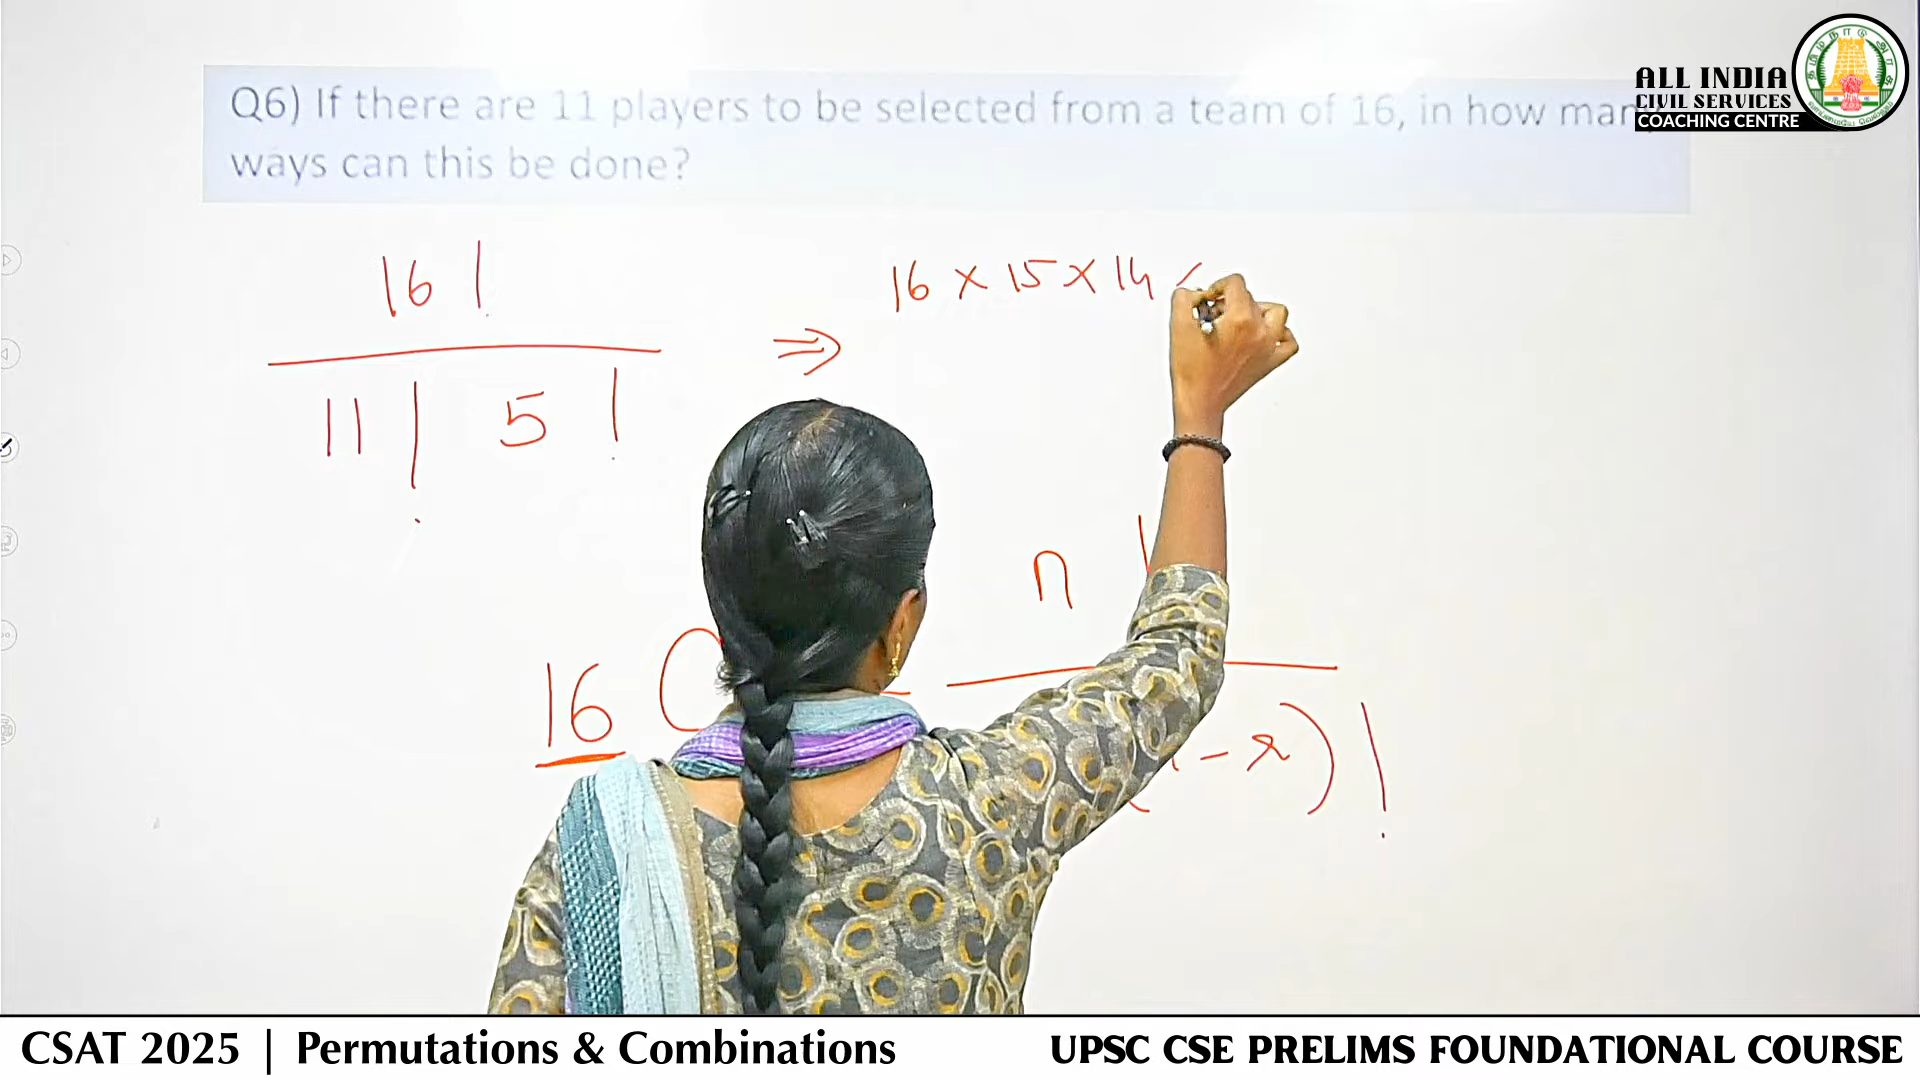 ALL INDIA
CIVIL SERVICES
COACHING CENTRE
Q6) If there are 11 players to be selected from a team of 16, in how many
ways can this be done?
16!
11! 5!
⇒ 16 × 15 × 14 ×
n!
16 C =
- r)!
CSAT 2025 | Permutations & Combinations
UPSC CSE PRELIMS FOUNDATIONAL COURSE